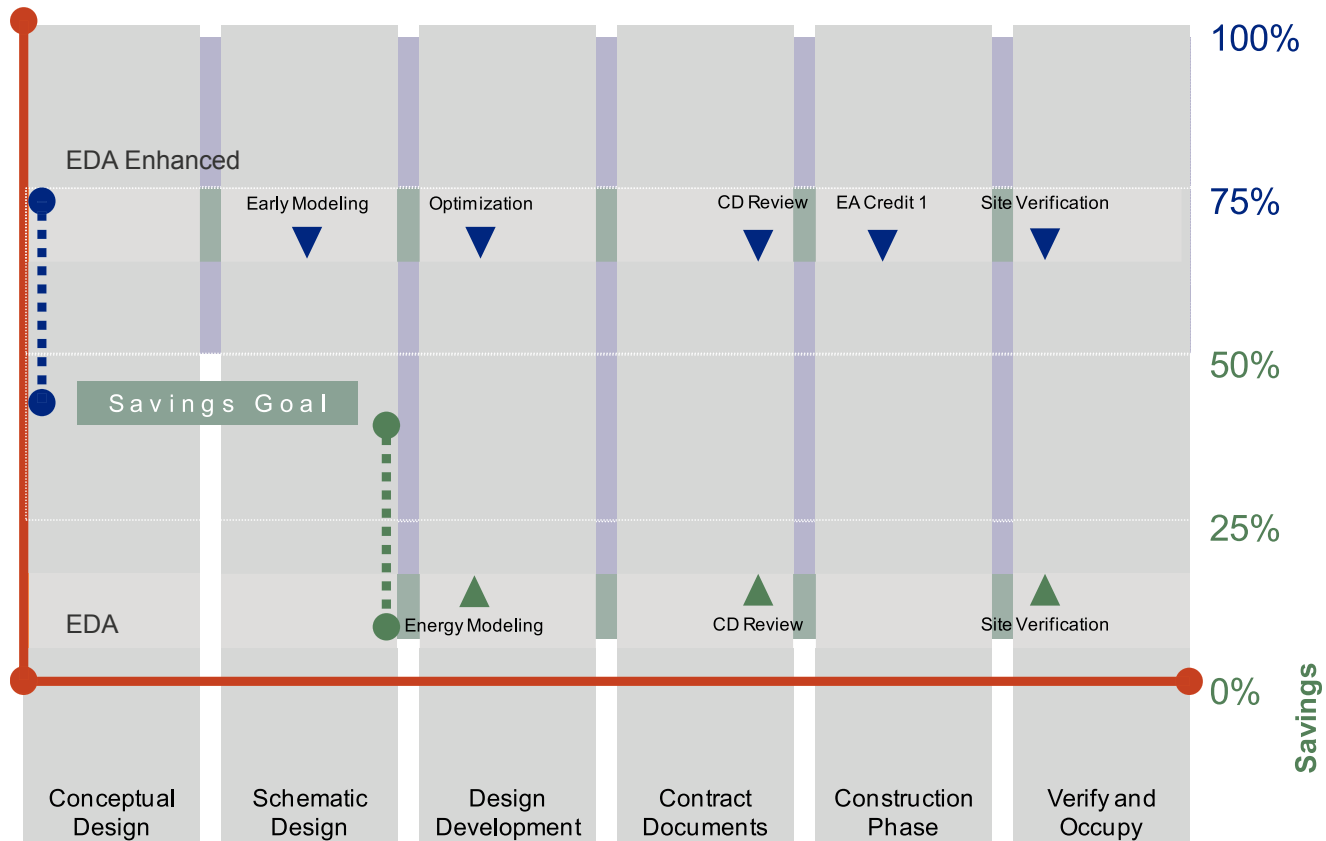 100%
EDA Enhanced
75%
Early Modeling
Optimization
CD Review
EA Credit 1
Site Verification
50%
Savings Goal
25%
EDA
Energy Modeling
CD Review
Site Verification
0%
Savings
Conceptual
Design
Schematic
Design
Design
Development
Contract
Documents
Construction
Phase
Verify and
Occupy